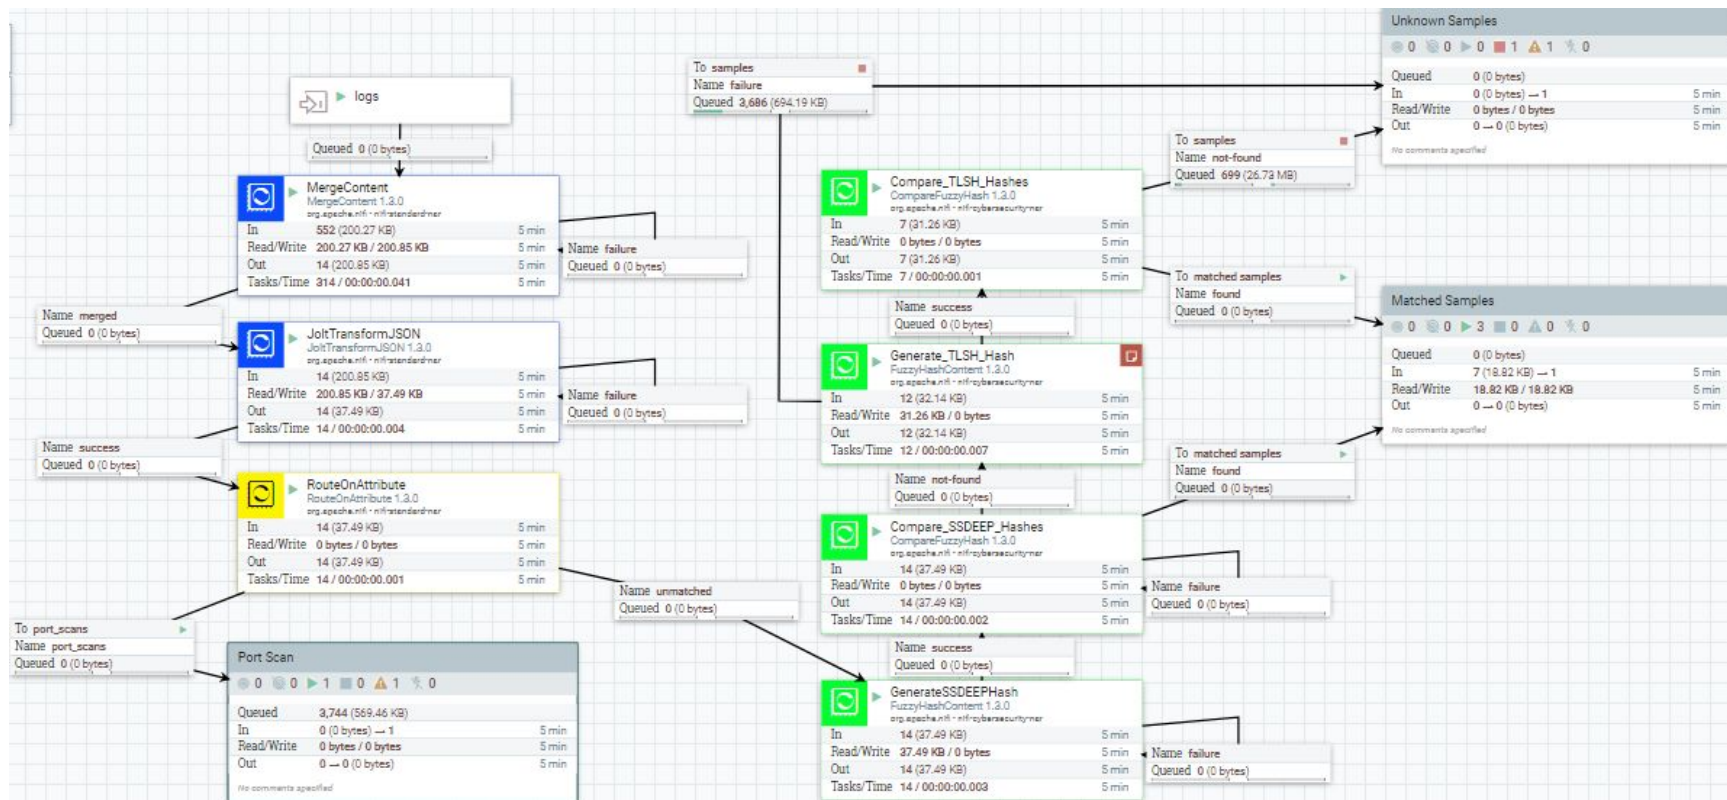 logs
Queued 0 (0 bytes)
MergeContent
MergeContent 1.3.0
org.apache.nifi - nifi-standard-nar
In 552 (200.27 KB) 5 min
Read/Write 200.27 KB / 200.85 KB 5 min
Out 14 (200.85 KB) 5 min
Tasks/Time 314 / 00:00:00.041 5 min
Name failure
Queued 0 (0 bytes)
Name merged
Queued 0 (0 bytes)
JoltTransformJSON
JoltTransformJSON 1.3.0
org.apache.nifi - nifi-standard-nar
In 14 (200.85 KB) 5 min
Read/Write 200.85 KB / 37.49 KB 5 min
Out 14 (37.49 KB) 5 min
Tasks/Time 14 / 00:00:00.004 5 min
Name failure
Queued 0 (0 bytes)
Name success
Queued 0 (0 bytes)
RouteOnAttribute
RouteOnAttribute 1.3.0
org.apache.nifi - nifi-standard-nar
In 14 (37.49 KB) 5 min
Read/Write 0 bytes / 0 bytes 5 min
Out 14 (37.49 KB) 5 min
Tasks/Time 14 / 00:00:00.001 5 min
Name unmatched
Queued 0 (0 bytes)
To port_scans
Name port_scans
Queued 0 (0 bytes)
Port Scan
0 0 1 0 1 0
Queued 3,744 (569.46 KB)
In 0 (0 bytes) → 1 5 min
Read/Write 0 bytes / 0 bytes 5 min
Out 0 → 0 (0 bytes) 5 min
No comments specified
To samples
Name failure
Queued 3,686 (694.19 KB)
Compare_TLSH_Hashes
CompareFuzzyHash 1.3.0
org.apache.nifi - nifi-cybersecurity-nar
In 7 (31.26 KB) 5 min
Read/Write 0 bytes / 0 bytes 5 min
Out 7 (31.26 KB) 5 min
Tasks/Time 7 / 00:00:00.001 5 min
Name success
Queued 0 (0 bytes)
Generate_TLSH_Hash
FuzzyHashContent 1.3.0
org.apache.nifi - nifi-cybersecurity-nar
In 12 (32.14 KB) 5 min
Read/Write 31.26 KB / 0 bytes 5 min
Out 12 (32.14 KB) 5 min
Tasks/Time 12 / 00:00:00.007 5 min
Name not-found
Queued 0 (0 bytes)
Compare_SSDEEP_Hashes
CompareFuzzyHash 1.3.0
org.apache.nifi - nifi-cybersecurity-nar
In 14 (37.49 KB) 5 min
Read/Write 0 bytes / 0 bytes 5 min
Out 14 (37.49 KB) 5 min
Tasks/Time 14 / 00:00:00.002 5 min
Name failure
Queued 0 (0 bytes)
Name success
Queued 0 (0 bytes)
GenerateSSDEEPHash
FuzzyHashContent 1.3.0
org.apache.nifi - nifi-cybersecurity-nar
In 14 (37.49 KB) 5 min
Read/Write 37.49 KB / 0 bytes 5 min
Out 14 (37.49 KB) 5 min
Tasks/Time 14 / 00:00:00.003 5 min
Name failure
Queued 0 (0 bytes)
To samples
Name not-found
Queued 699 (26.73 MB)
To matched samples
Name found
Queued 0 (0 bytes)
To matched samples
Name found
Queued 0 (0 bytes)
Unknown Samples
0 0 0 1 1 0
Queued 0 (0 bytes)
In 0 (0 bytes) → 1 5 min
Read/Write 0 bytes / 0 bytes 5 min
Out 0 → 0 (0 bytes) 5 min
No comments specified
Matched Samples
0 0 3 0 0 0
Queued 0 (0 bytes)
In 7 (18.82 KB) → 1 5 min
Read/Write 18.82 KB / 18.82 KB 5 min
Out 0 → 0 (0 bytes) 5 min
No comments specified